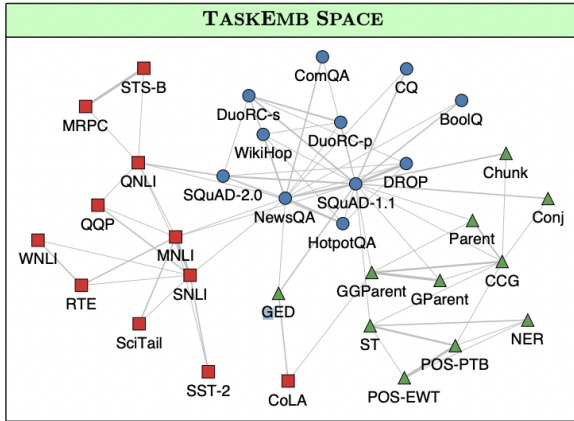 TASKEMB SPACE
ComQA
CQ
STS-B
DuoRC-s
BoolQ
MRPC
DuoRC-p
WikiHop
Chunk
QNLI
SQuAD-2.0
SQuAD-1.1
DROP
NewsQA
Conj
QQP
HotpotQA
Parent
WNLI
MNLI
CCG
RTE
SNLI
GGParent
GParent
GED
SciTail
ST
NER
POS-PTB
SST-2
CoLA
POS-EWT